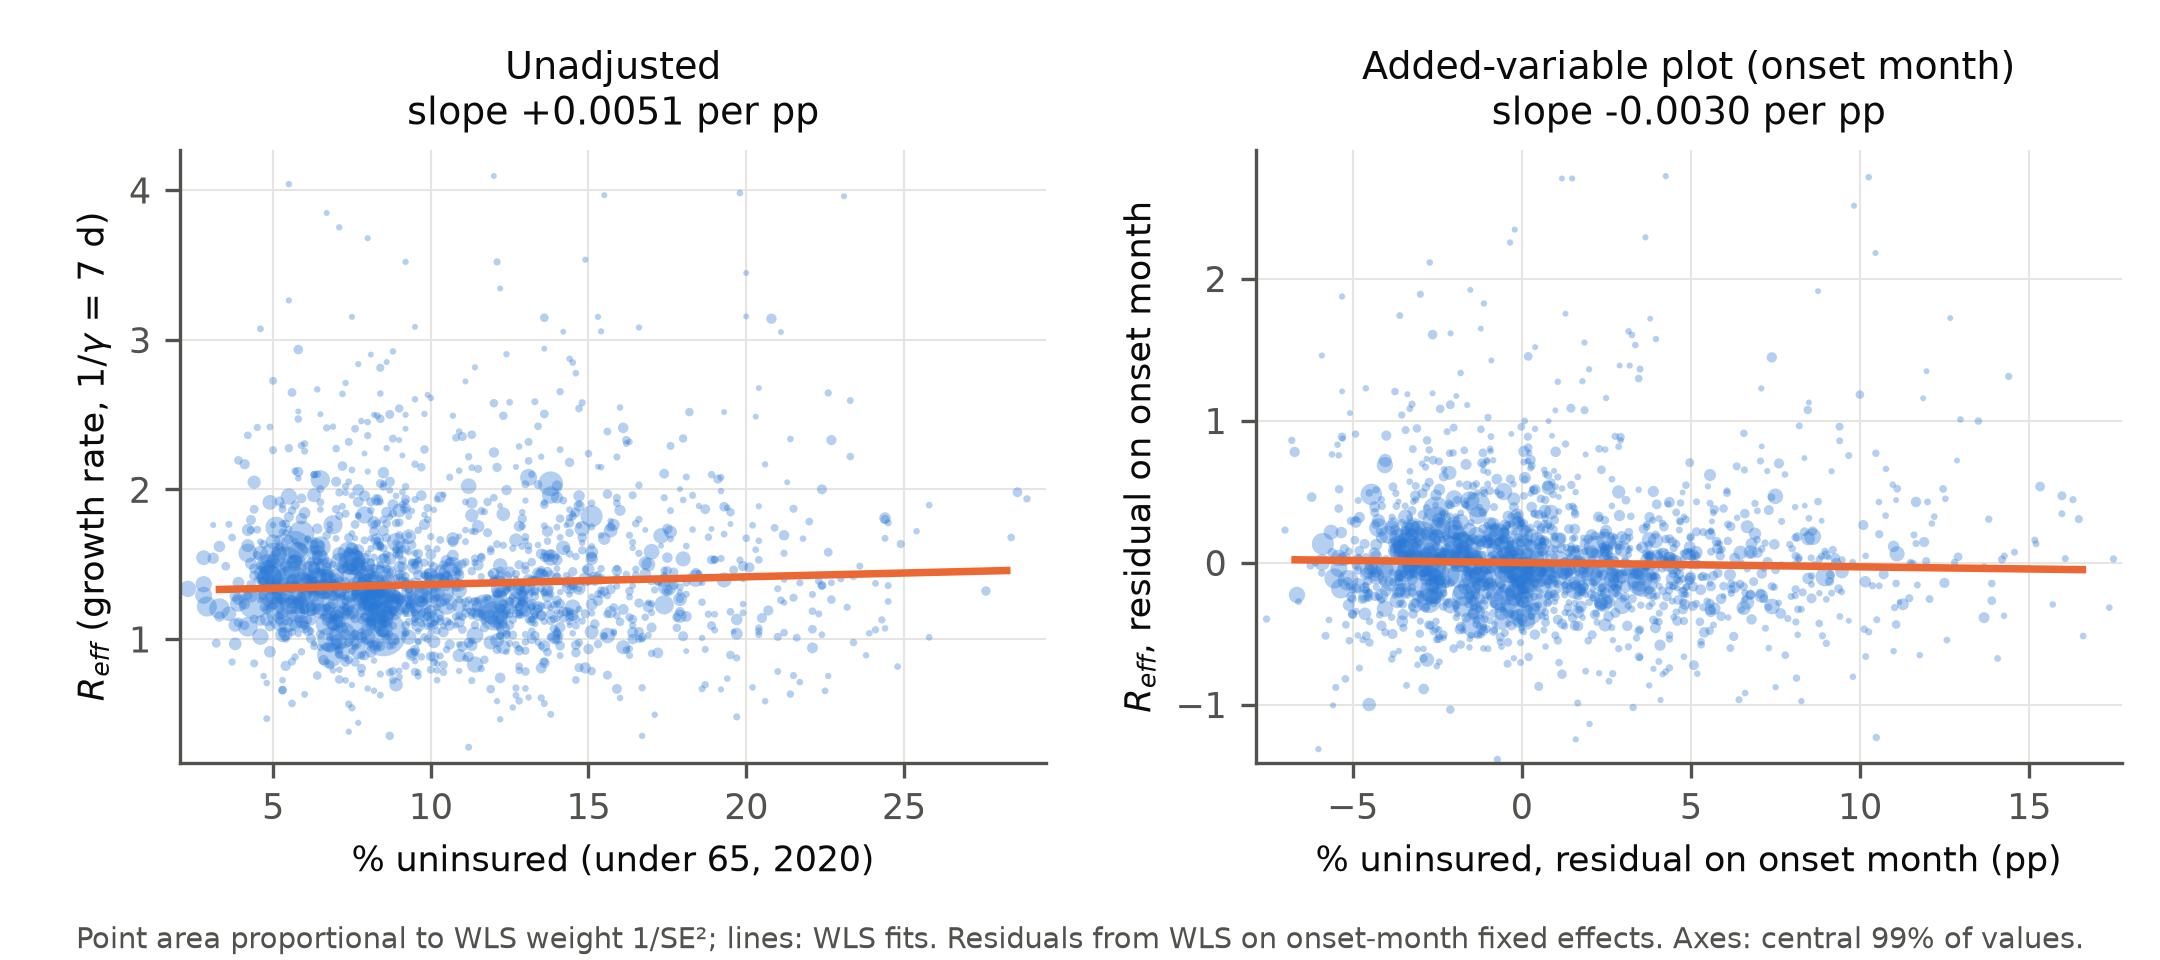 Unadjusted
slope +0.0051 per pp
R_eff (growth rate, 1/γ = 7 d)
4
3
2
1
5
10
15
20
25
% uninsured (under 65, 2020)
Added-variable plot (onset month)
slope -0.0030 per pp
R_eff, residual on onset month
2
1
0
−1
−5
0
5
10
15
% uninsured, residual on onset month (pp)
Point area proportional to WLS weight 1/SE²; lines: WLS fits. Residuals from WLS on onset-month fixed effects. Axes: central 99% of values.